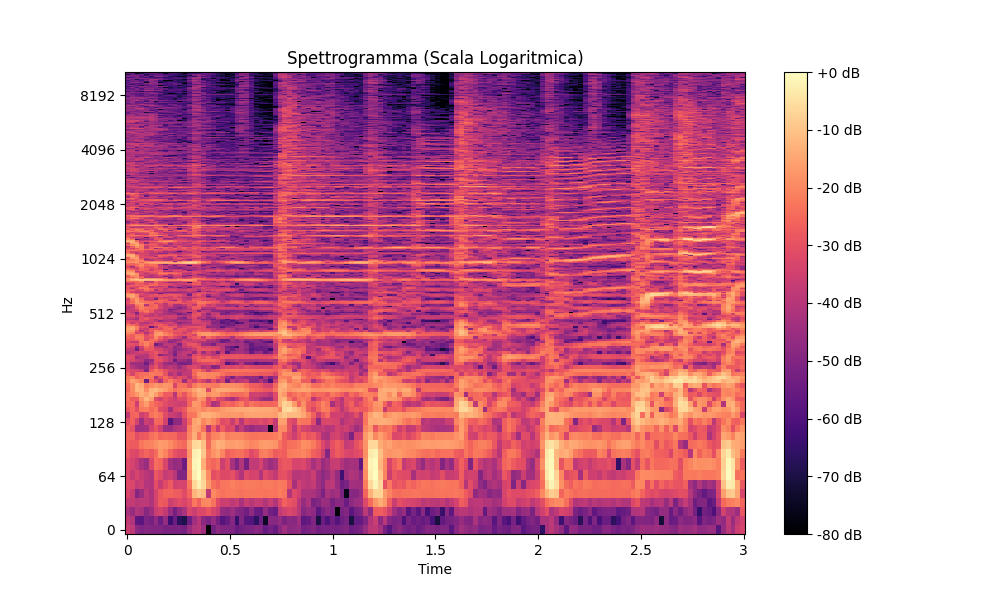 Spettrogramma (Scala Logaritmica)
Hz
8192
4096
2048
1024
512
256
128
64
0
0
0.5
1
1.5
2
2.5
3
Time
+0 dB
-10 dB
-20 dB
-30 dB
-40 dB
-50 dB
-60 dB
-70 dB
-80 dB